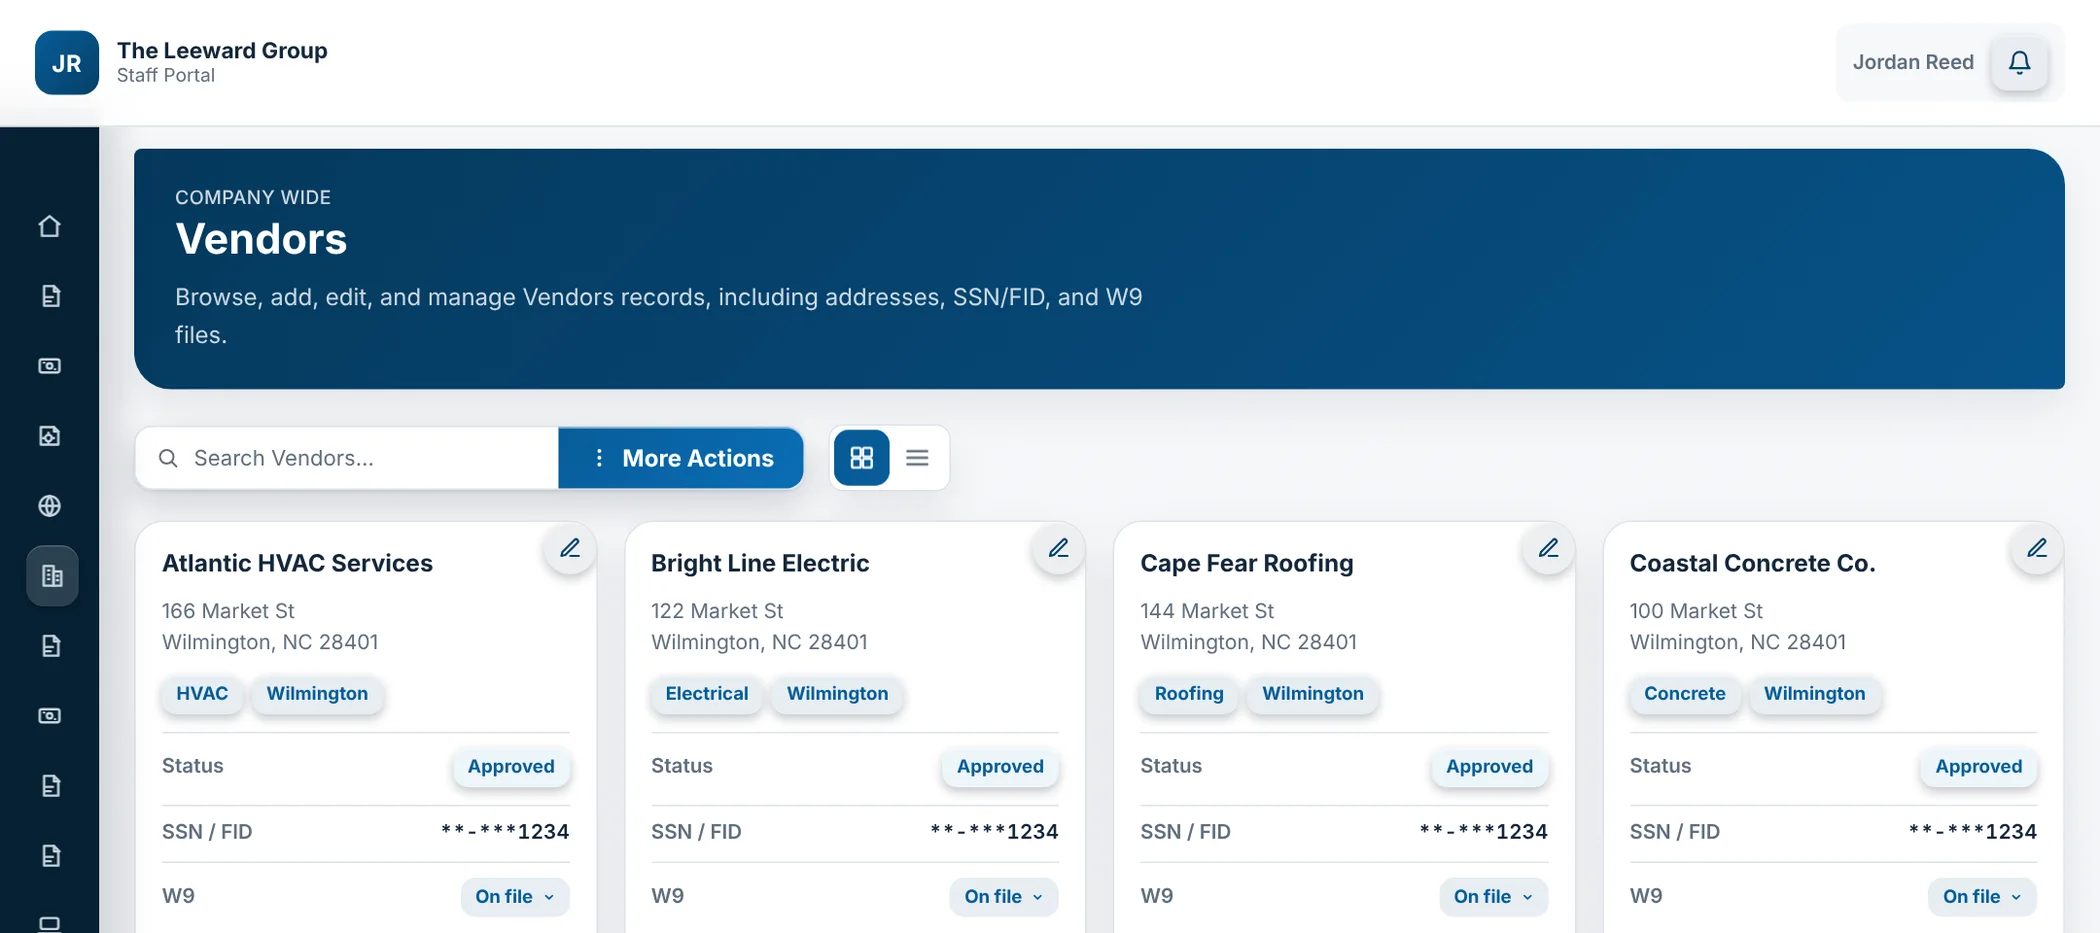 JR
The Leeward Group
Staff Portal
Jordan Reed
COMPANY WIDE
Vendors
Browse, add, edit, and manage Vendors records, including addresses, SSN/FID, and W9
files.
Search Vendors...
More Actions
Atlantic HVAC Services
166 Market St
Wilmington, NC 28401
HVAC Wilmington
Status Approved
SSN / FID **-***1234
W9 On file
Bright Line Electric
122 Market St
Wilmington, NC 28401
Electrical Wilmington
Status Approved
SSN / FID **-***1234
W9 On file
Cape Fear Roofing
144 Market St
Wilmington, NC 28401
Roofing Wilmington
Status Approved
SSN / FID **-***1234
W9 On file
Coastal Concrete Co.
100 Market St
Wilmington, NC 28401
Concrete Wilmington
Status Approved
SSN / FID **-***1234
W9 On file